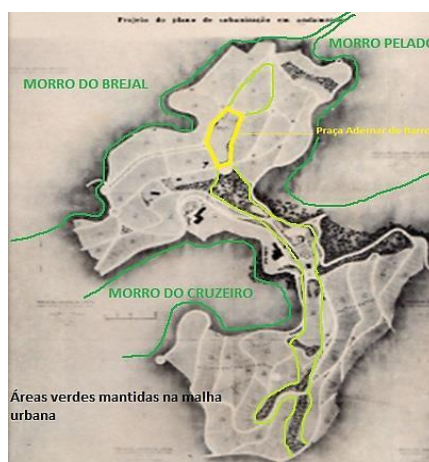 Projeto do plano de urbanização em andamento
MORRO PELADO
MORRO DO BREJAL
Praça Ademar de Barro
MORRO DO CRUZEIRO
Áreas verdes mantidas na malha
urbana